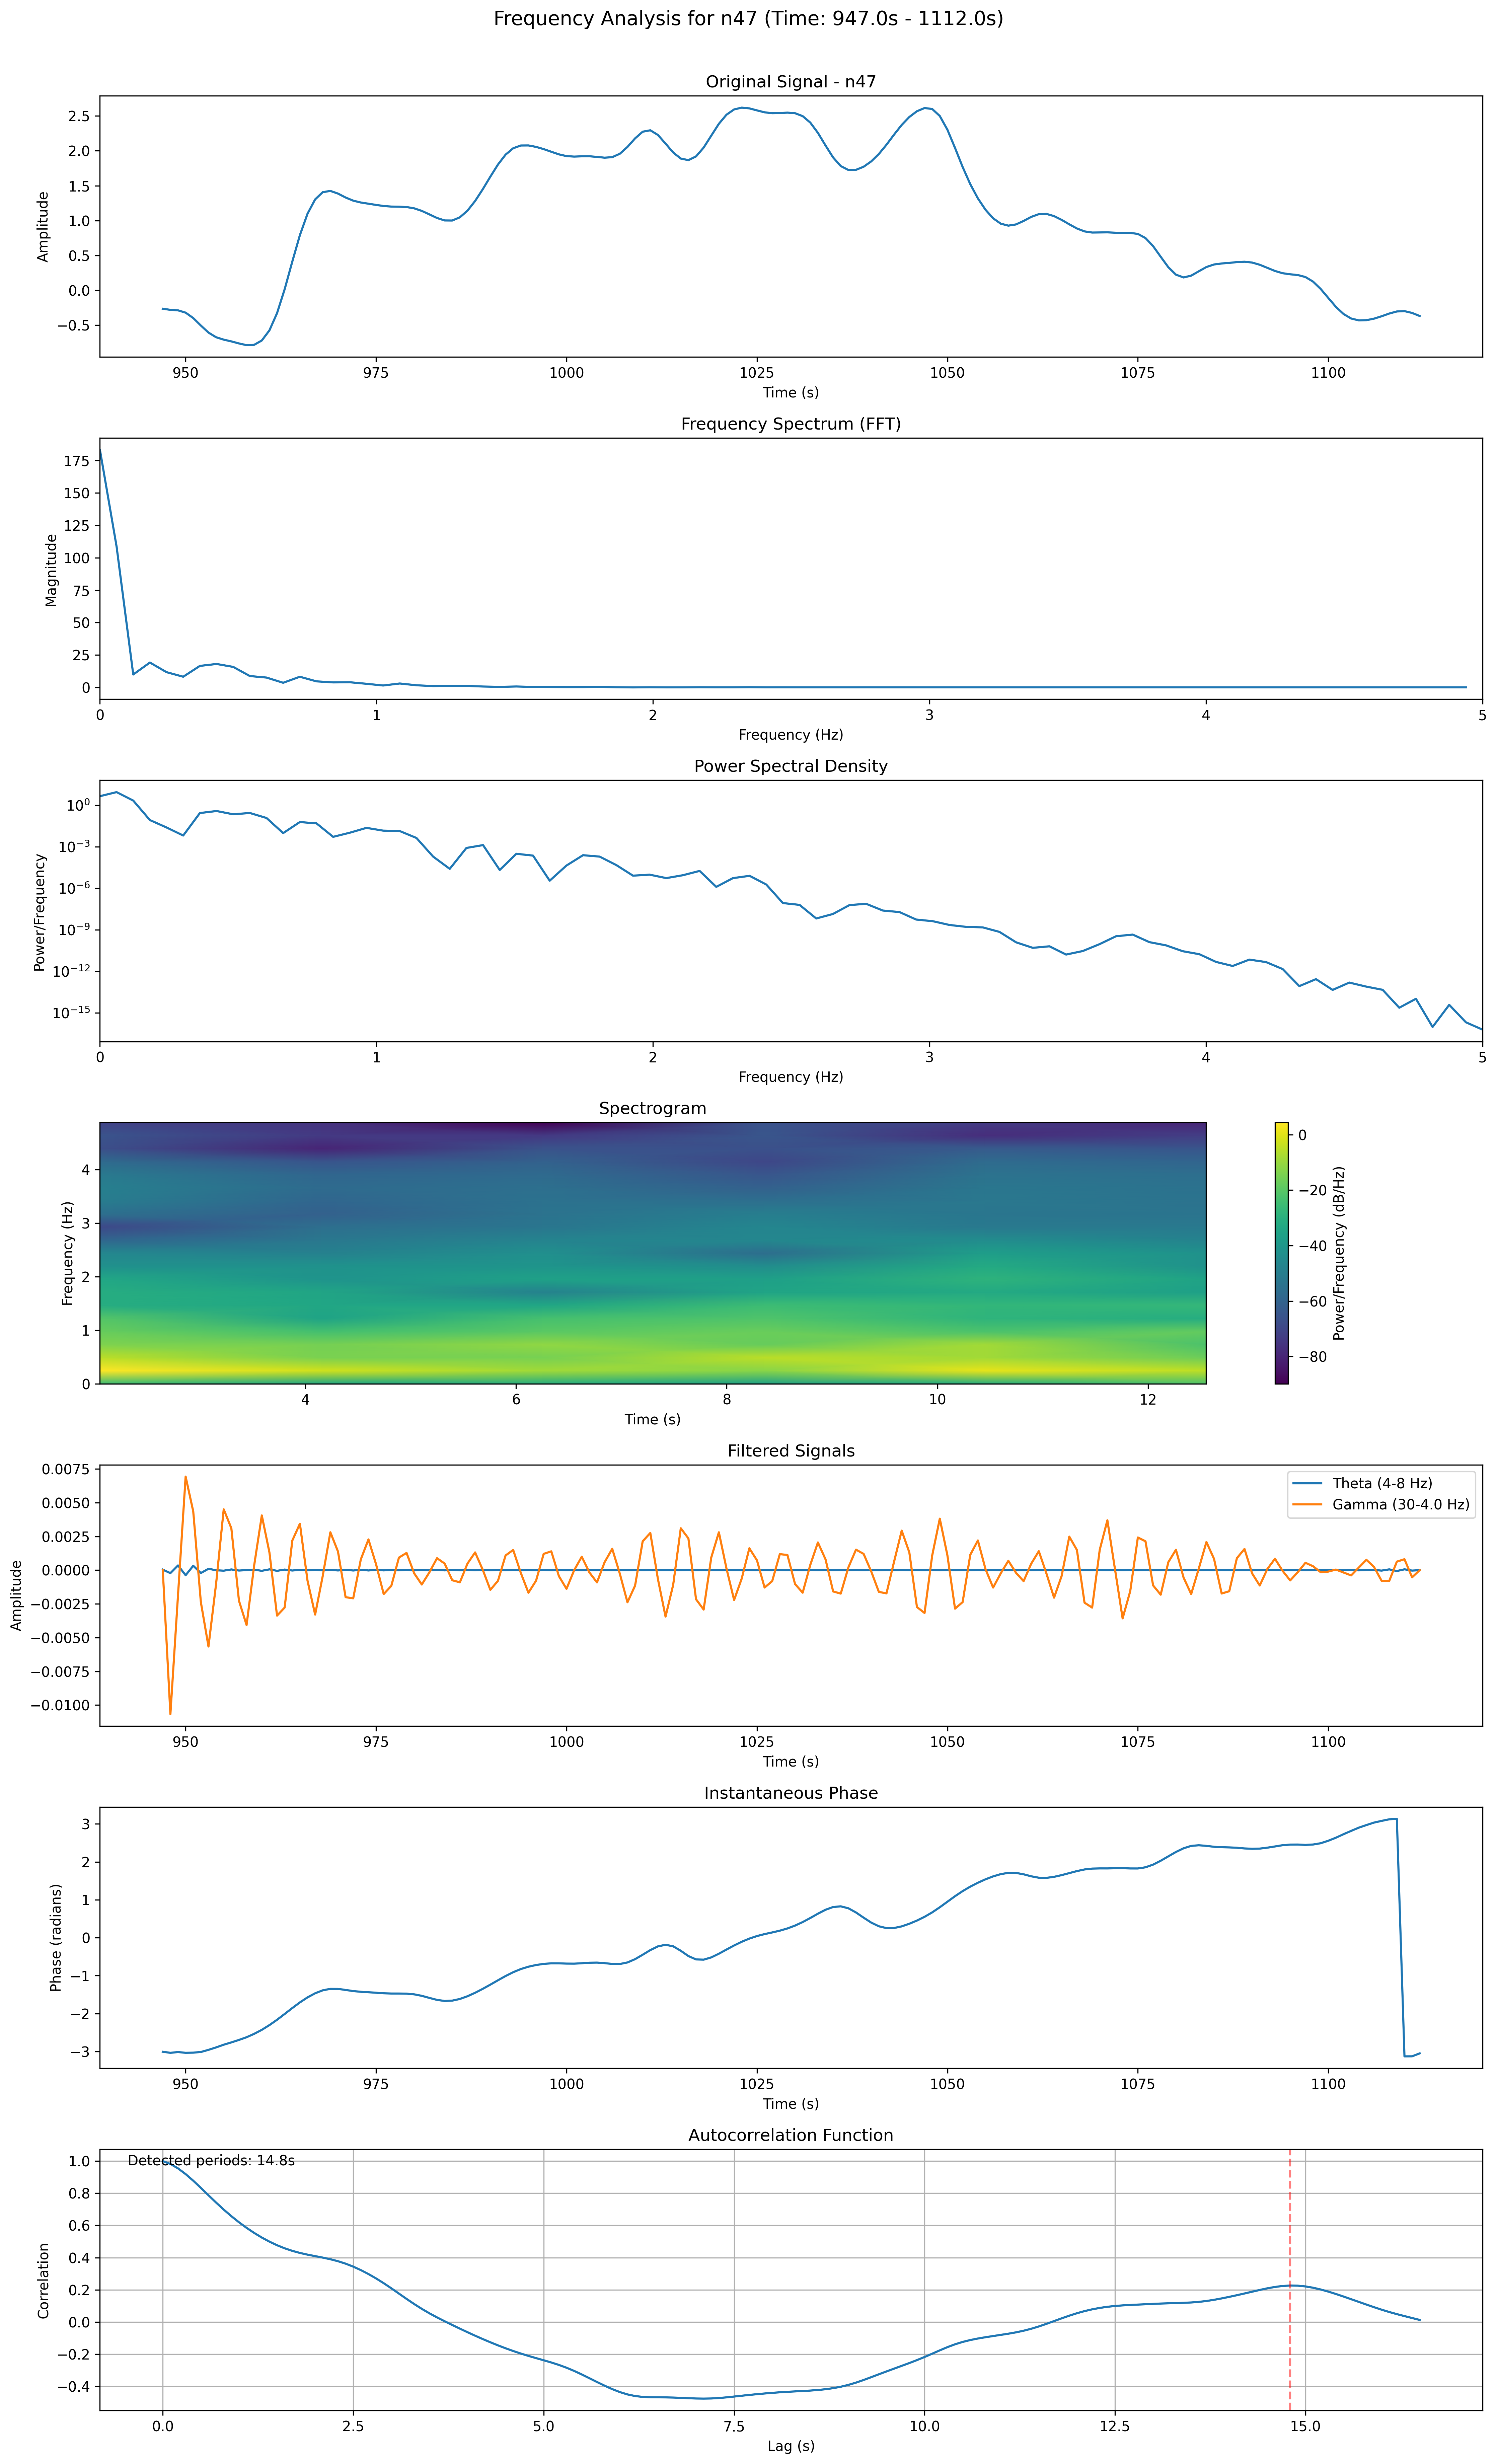 Frequency Analysis for n47 (Time: 947.0s - 1112.0s)
Original Signal - n47
2.5
2.0
1.5
1.0
0.5
0.0
−0.5
Amplitude
950 975 1000 1025 1050 1075 1100
Time (s)
Frequency Spectrum (FFT)
175
150
125
100
75
50
25
0
Magnitude
0 1 2 3 4 5
Frequency (Hz)
Power Spectral Density
10^0
10^−3
10^−6
10^−9
10^−12
10^−15
Power/Frequency
0 1 2 3 4 5
Frequency (Hz)
Spectrogram
4
3
2
1
0
Frequency (Hz)
4 6 8 10 12
Time (s)
0
−20
−40
−60
−80
Power/Frequency (dB/Hz)
Filtered Signals
0.0075
0.0050
0.0025
0.0000
−0.0025
−0.0050
−0.0075
−0.0100
Amplitude
Theta (4-8 Hz)
Gamma (30-4.0 Hz)
950 975 1000 1025 1050 1075 1100
Time (s)
Instantaneous Phase
3
2
1
0
−1
−2
−3
Phase (radians)
950 975 1000 1025 1050 1075 1100
Time (s)
Autocorrelation Function
Detected periods: 14.8s
1.0
0.8
0.6
0.4
0.2
0.0
−0.2
−0.4
Correlation
0.0 2.5 5.0 7.5 10.0 12.5 15.0
Lag (s)